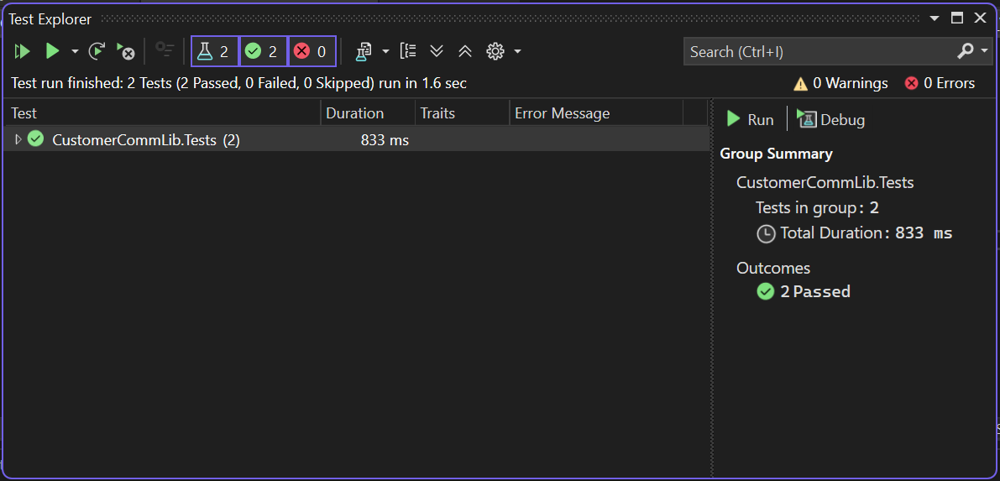 Test Explorer
2 2 0 Search (Ctrl+I)
Test run finished: 2 Tests (2 Passed, 0 Failed, 0 Skipped) run in 1.6 sec 0 Warnings 0 Errors
Test Duration Traits Error Message
CustomerCommLib.Tests (2) 833 ms
Run Debug
Group Summary
CustomerCommLib.Tests
Tests in group: 2
Total Duration: 833 ms
Outcomes
2 Passed